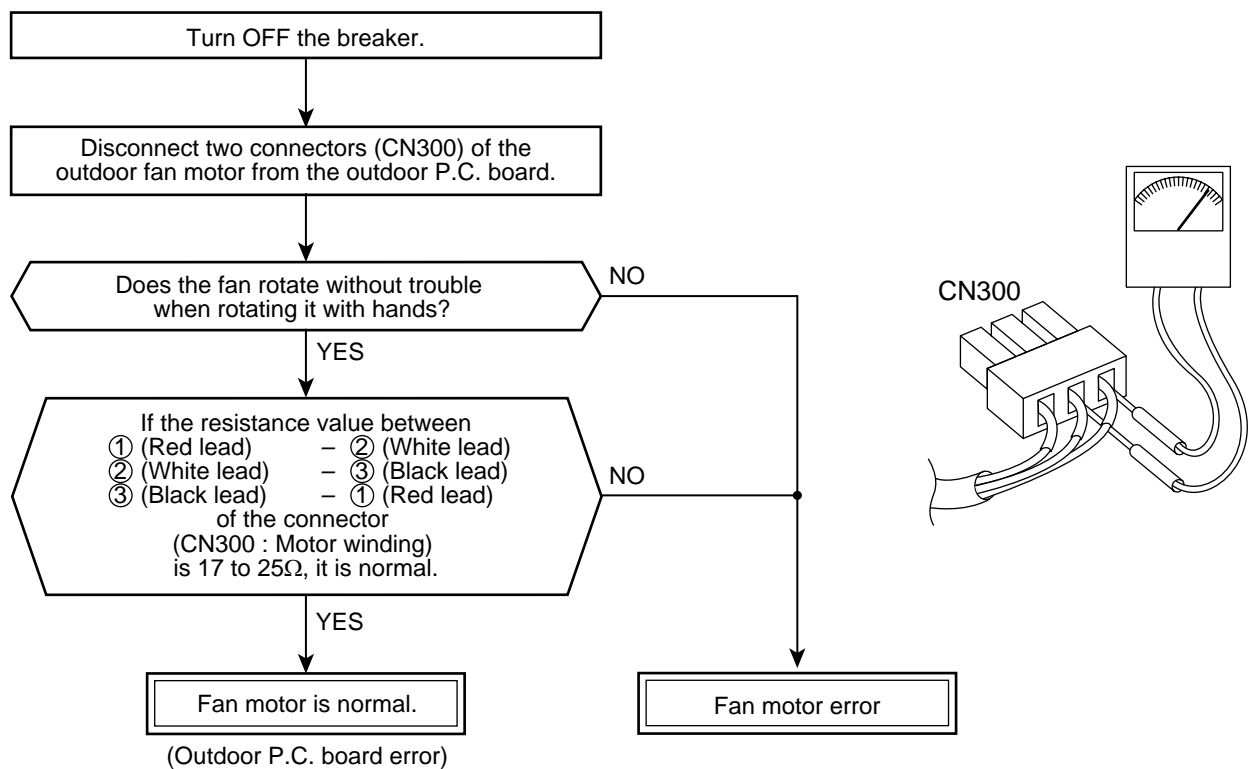 Turn OFF the breaker.
Disconnect two connectors (CN300) of the
outdoor fan motor from the outdoor P.C. board.
Does the fan rotate without trouble
when rotating it with hands?
NO
YES
If the resistance value between
① (Red lead) – ② (White lead)
② (White lead) – ③ (Black lead)
③ (Black lead) – ① (Red lead)
of the connector
(CN300 : Motor winding)
is 17 to 25Ω, it is normal.
NO
YES
Fan motor is normal.
(Outdoor P.C. board error)
Fan motor error
CN300